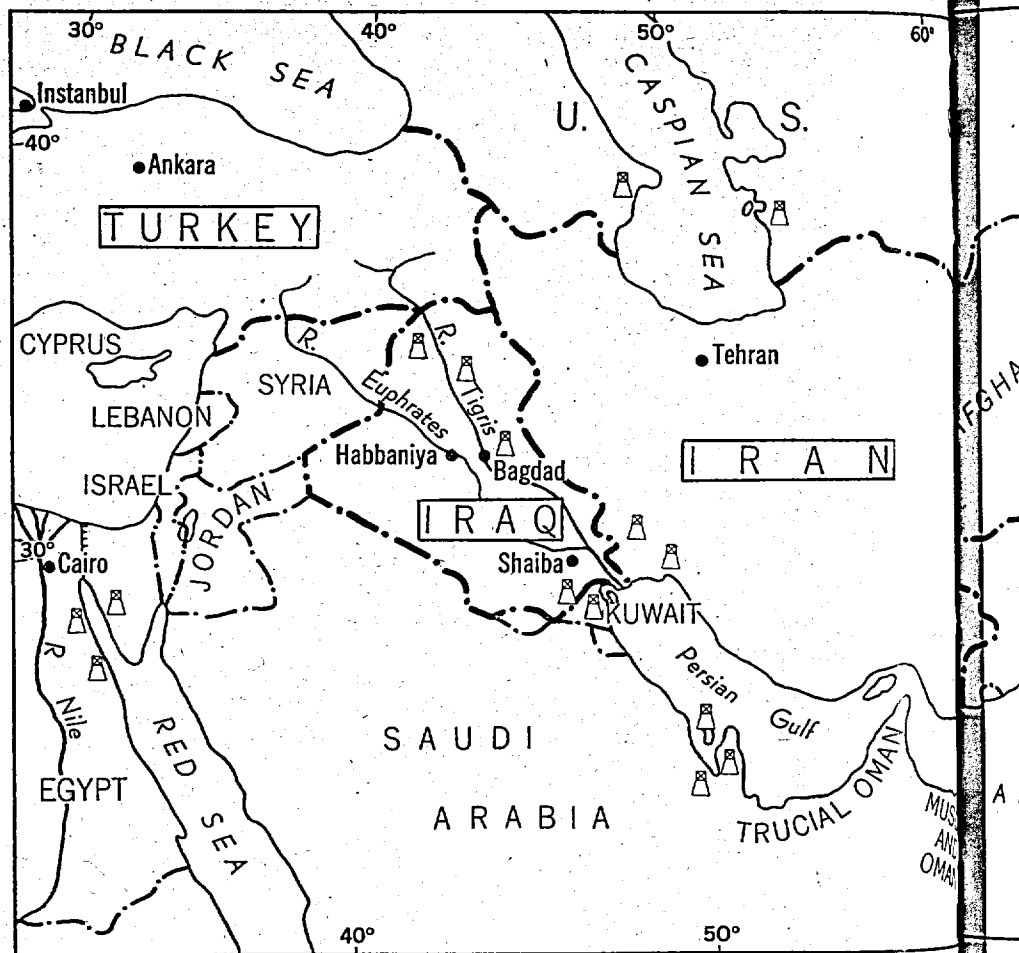 30° 40° 50° 60°
BLACK SEA
CASPIAN SEA
U. S.
Instanbul
40°
Ankara
TURKEY
CYPRUS
SYRIA
R. Euphrates
R. Tigris
Tehran
LEBANON
Habbaniya
Bagdad
IRAN
ISRAEL
JORDAN
IRAQ
30°
Cairo
Shaiba
KUWAIT
R Nile
Persian Gulf
RED SEA
SAUDI
ARABIA
EGYPT
TRUCIAL OMAN
MUS
AND
OMAN
A
40° 50°